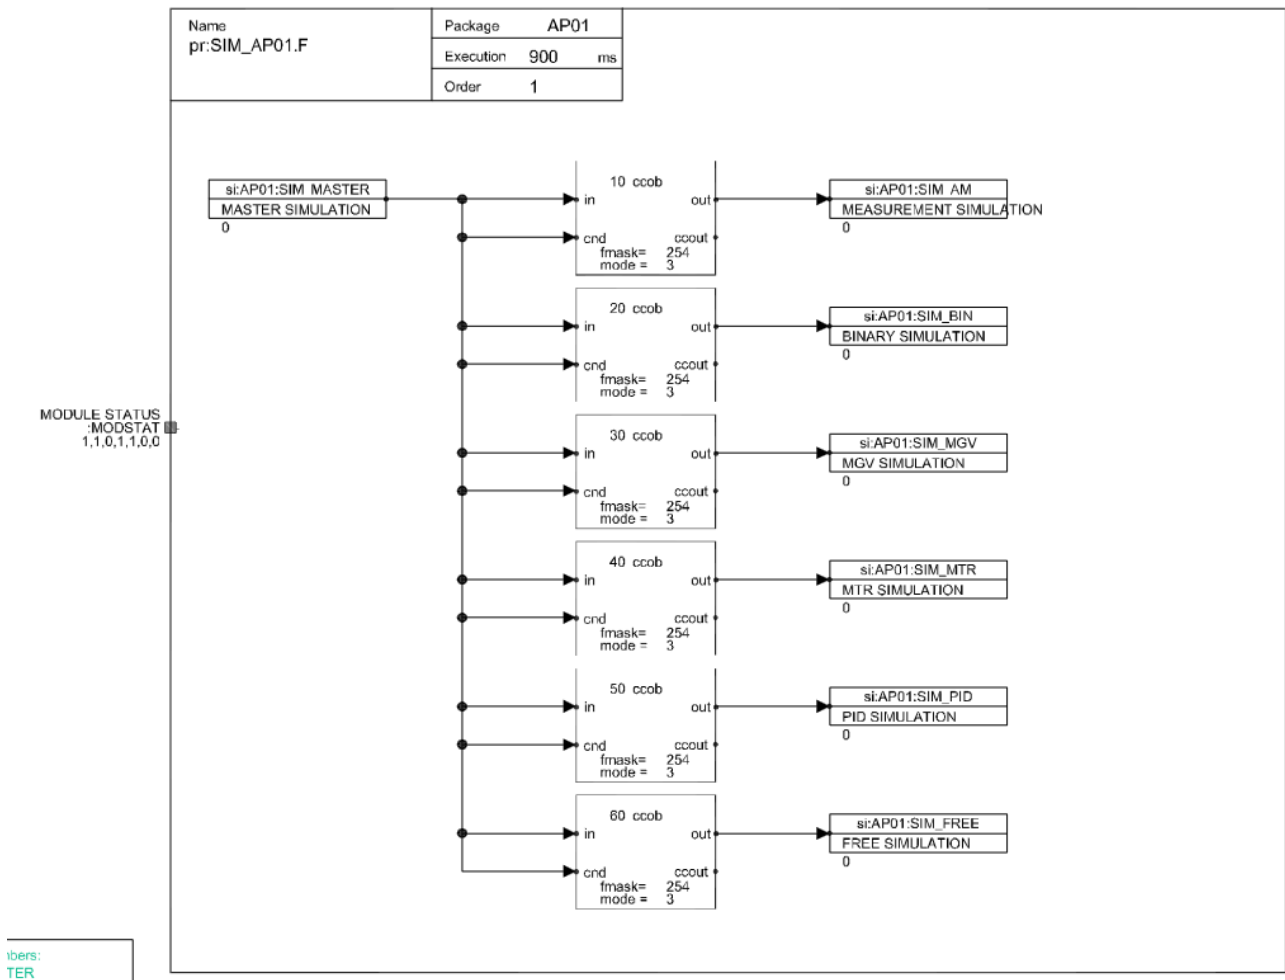 Name
pr:SIM_AP01.F
Package AP01
Execution 900 ms
Order 1
si:AP01:SIM MASTER
MASTER SIMULATION
0
10 ccob
in out
cnd ccout
fmask= 254
mode = 3
si:AP01:SIM AM
MEASUREMENT SIMULATION
0
20 ccob
in out
cnd ccout
fmask= 254
mode = 3
si:AP01:SIM_BIN
BINARY SIMULATION
0
MODULE STATUS
:MODSTAT
1,1,0,1,1,0,0
30 ccob
in out
cnd ccout
fmask= 254
mode = 3
si:AP01:SIM_MGV
MGV SIMULATION
0
40 ccob
in out
cnd ccout
fmask= 254
mode = 3
si:AP01:SIM_MTR
MTR SIMULATION
0
50 ccob
in out
cnd ccout
fmask= 254
mode = 3
si:AP01:SIM_PID
PID SIMULATION
0
60 ccob
in out
cnd ccout
fmask= 254
mode = 3
si:AP01:SIM_FREE
FREE SIMULATION
0
bers:
TER